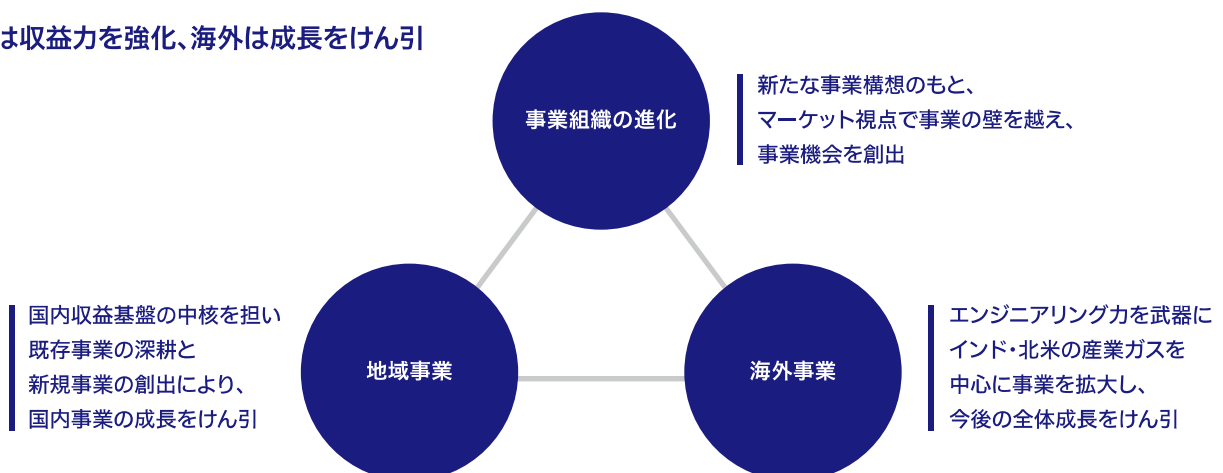 は収益力を強化、海外は成長をけん引
事業組織の進化
新たな事業構想のもと、
マーケット視点で事業の壁を越え、
事業機会を創出
国内収益基盤の中核を担い
既存事業の深耕と
新規事業の創出により、
国内事業の成長をけん引
地域事業
海外事業
エンジニアリング力を武器に
インド・北米の産業ガスを
中心に事業を拡大し、
今後の全体成長をけん引